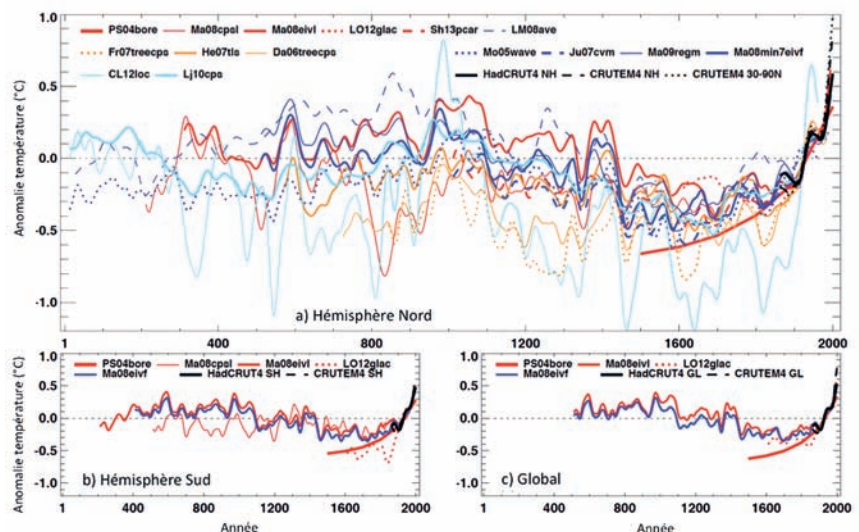 PS04bore Ma08cpsl Ma08eivl LO12glac Sh13pcar LM08ave
Fr07treecps He07tls Da06treecps Mo05wave Ju07cvm Ma09regm Ma08min7eivf
CL12loc Lj10cps HadCRUT4 NH CRUTEM4 NH CRUTEM4 30-90N
Anomalie température (°C)
1.0
0.5
0.0
-0.5
-1.0
a) Hémisphère Nord
1 400 800 1200 1600 2000
PS04bore Ma08cpsl Ma08eivl LO12glac
Ma08eivf HadCRUT4 SH CRUTEM4 SH
Anomalie température (°C)
1.0
0.5
0.0
-0.5
-1.0
b) Hémisphère Sud
1 400 800 1200 1600 2000
Année
PS04bore Ma08eivl LO12glac
Ma08eivf HadCRUT4 GL CRUTEM4 GL
1.0
0.5
0.0
-0.5
-1.0
c) Global
1 400 800 1200 1600 2000
Année